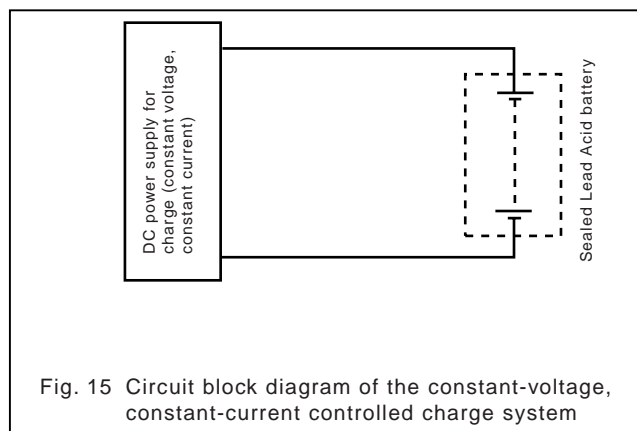 DC power supply for
charge (constant voltage,
constant current)
Sealed Lead Acid battery
Fig. 15 Circuit block diagram of the constant-voltage,
constant-current controlled charge system